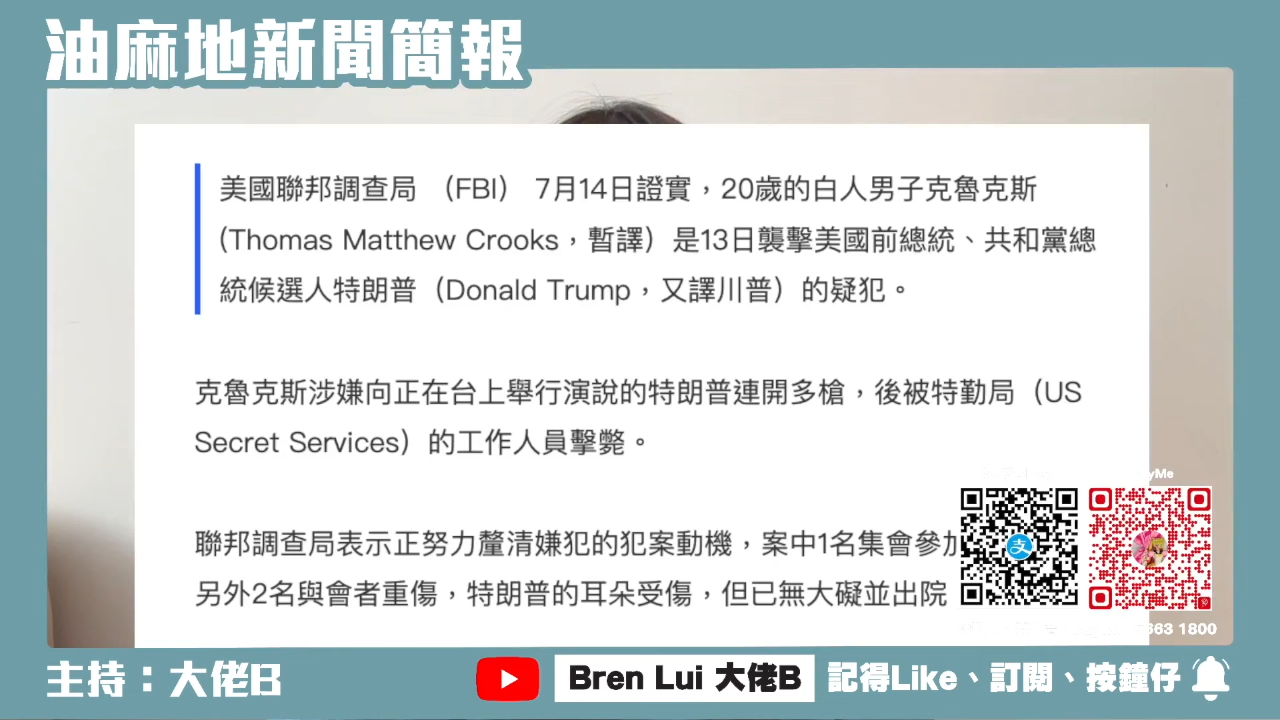 油麻地新聞簡報
美國聯邦調查局 （FBI） 7月14日證實，20歲的白人男子克魯克斯
(Thomas Matthew Crooks，暫譯）是13日襲擊美國前總統、共和黨總
統候選人特朗普（Donald Trump，又譯川普）的疑犯。
克魯克斯涉嫌向正在台上舉行演說的特朗普連開多槍，後被特勤局（US
Secret Services）的工作人員擊斃。
聯邦調查局表示正努力釐清嫌犯的犯案動機，案中1名集會參加
另外2名與會者重傷，特朗普的耳朵受傷，但已無大礙並出院
yMe
363 1800
主持：大佬B
Bren Lui 大佬B
記得Like、訂閱、按鐘仔